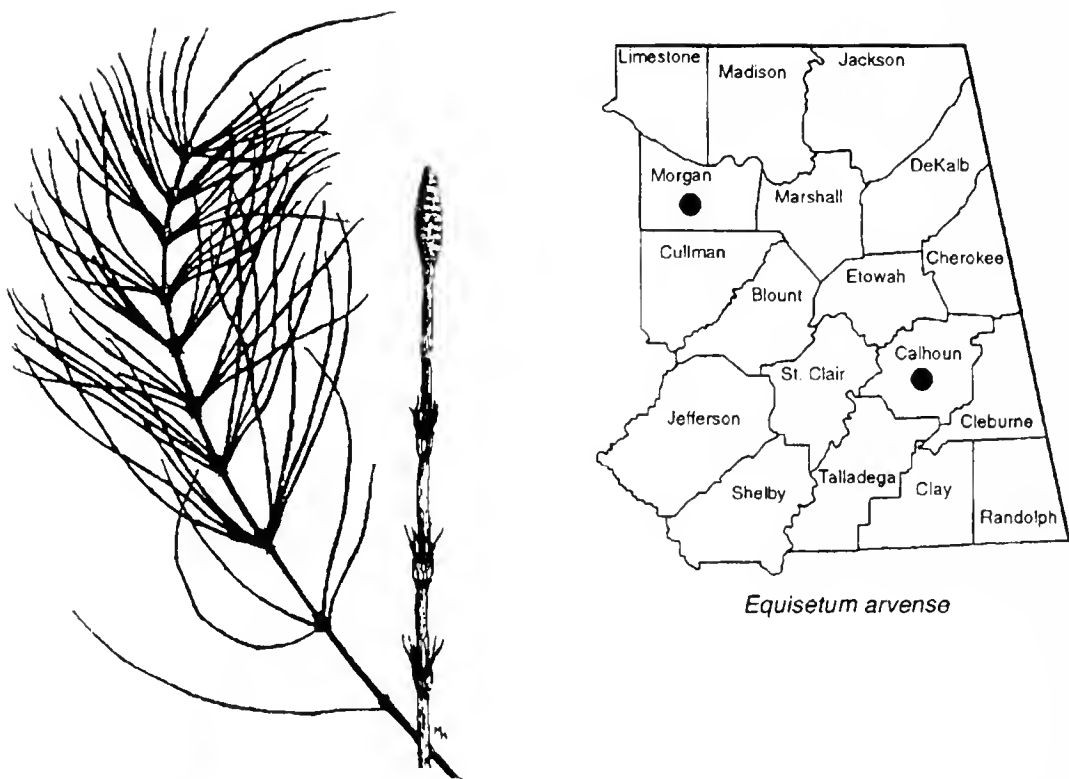 Limestone
Madison
Jackson
DeKalb
Morgan
Marshall
Cullman
Cherokee
Etowah
Blount
Calhoun
St. Clair
Jefferson
Cleburne
Talladega
Clay
Shelby
Randolph
Equisetum arvense